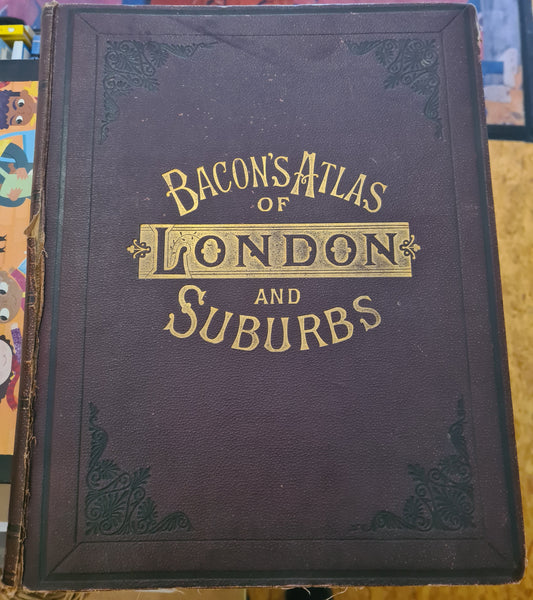 BACON'S ATLAS
OF
LONDON
AND
SUBURBS